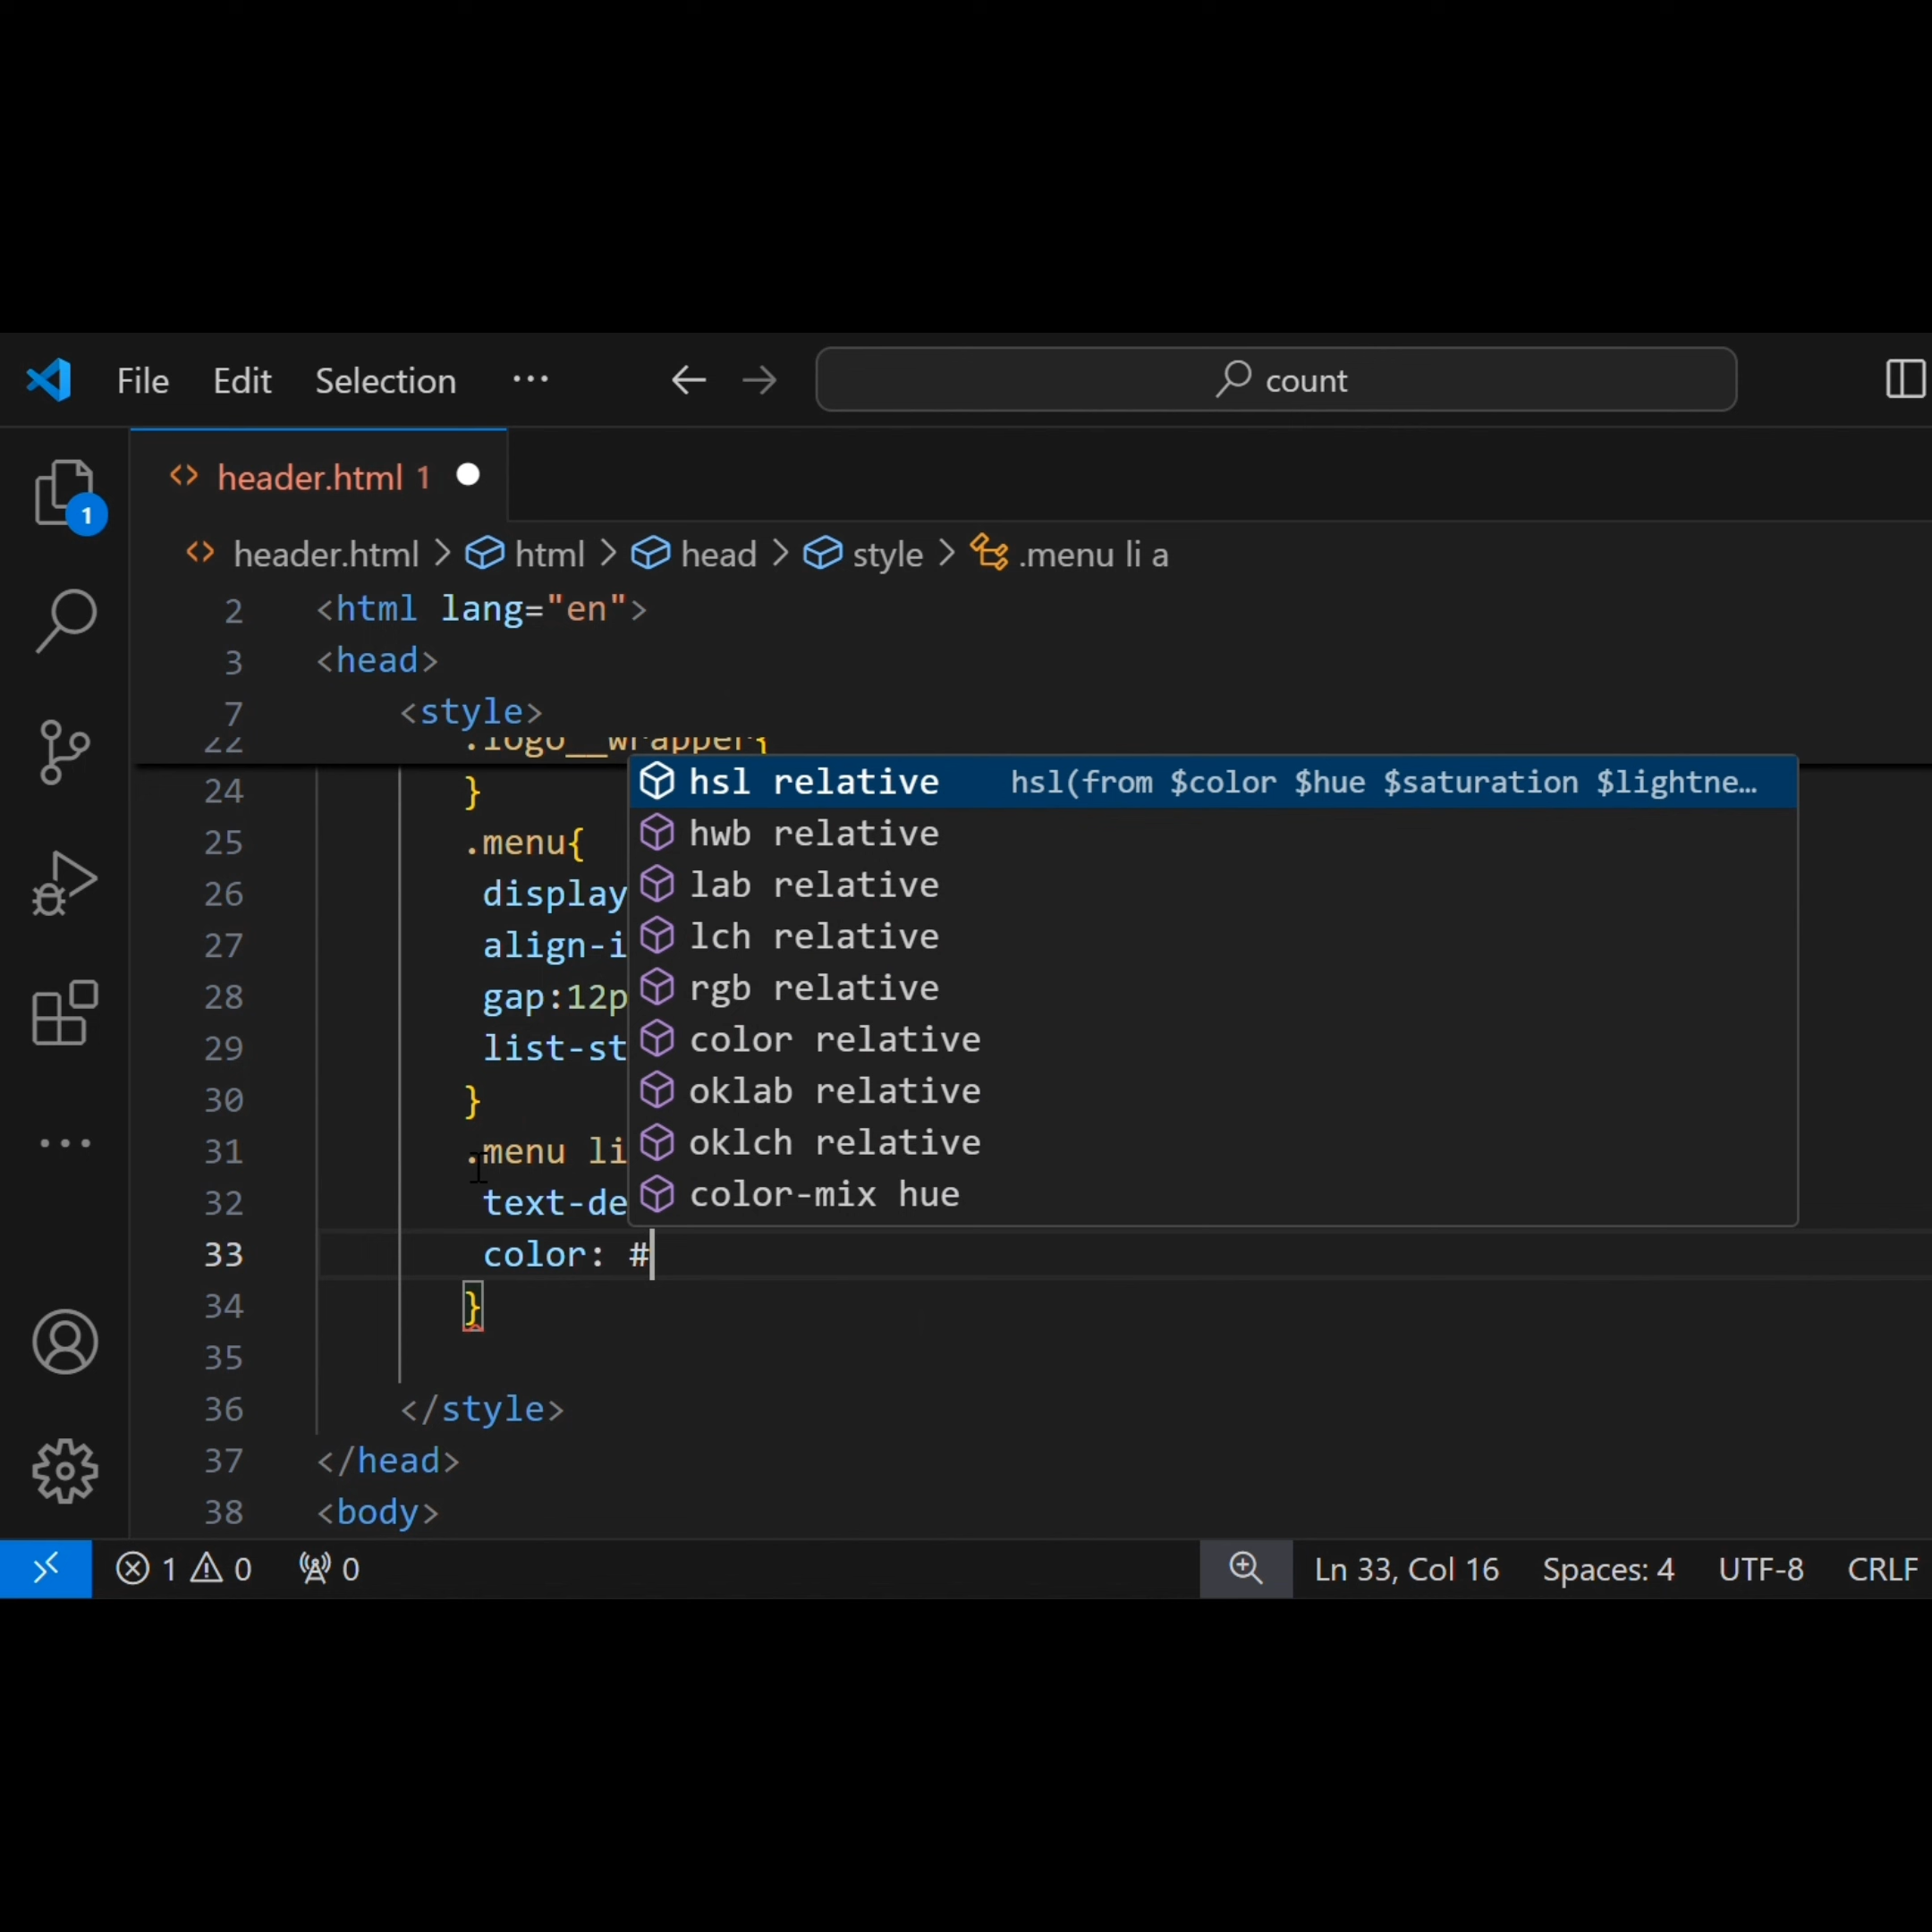 File Edit Selection ··· count
header.html 1
1
header.html > html > head > style > .menu li a
2 <html lang="en">
3 <head>
7 <style>
22 .logo__wrapper{
24 }
hsl relative hsl(from $color $hue $saturation $lightne...
25 .menu{
hwb relative
26 display
lab relative
27 align-i
lch relative
28 gap:12p
rgb relative
29 list-st
color relative
30 }
oklab relative
31 .menu li
oklch relative
32 text-de
color-mix hue
33 color: #
34 }
35
36 </style>
37 </head>
38 <body>
1 0 0 Ln 33, Col 16 Spaces: 4 UTF-8 CRLF